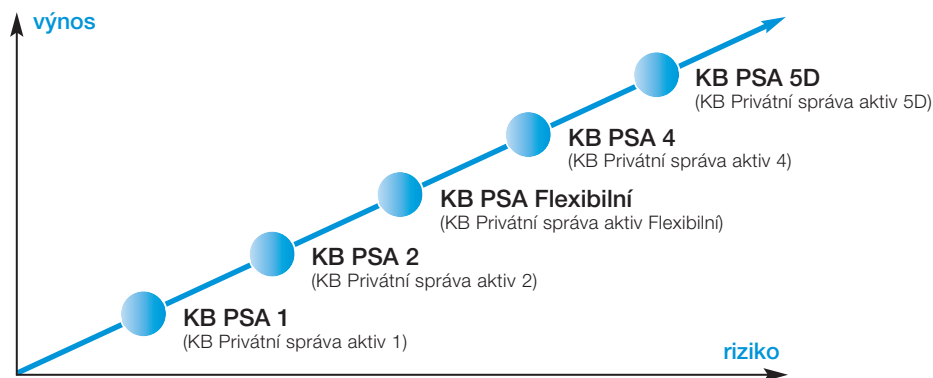 výnos
KB PSA 5D
(KB Privátní správa aktiv 5D)
KB PSA 4
(KB Privátní správa aktiv 4)
KB PSA Flexibilní
(KB Privátní správa aktiv Flexibilní)
KB PSA 2
(KB Privátní správa aktiv 2)
KB PSA 1
(KB Privátní správa aktiv 1)
riziko